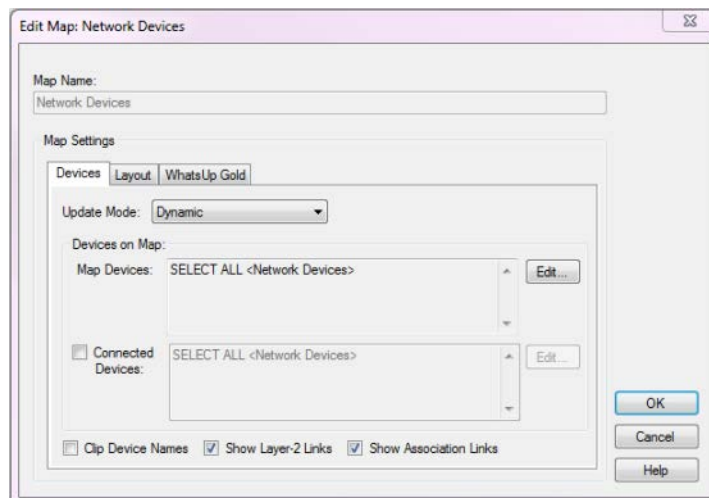 Edit Map: Network Devices
Map Name:
Network Devices
Map Settings
Devices Layout WhatsUp Gold
Update Mode: Dynamic
Devices on Map:
Map Devices: SELECT ALL <Network Devices> Edit...
Connected Devices: SELECT ALL <Network Devices> Edit...
Clip Device Names Show Layer-2 Links Show Association Links
OK
Cancel
Help